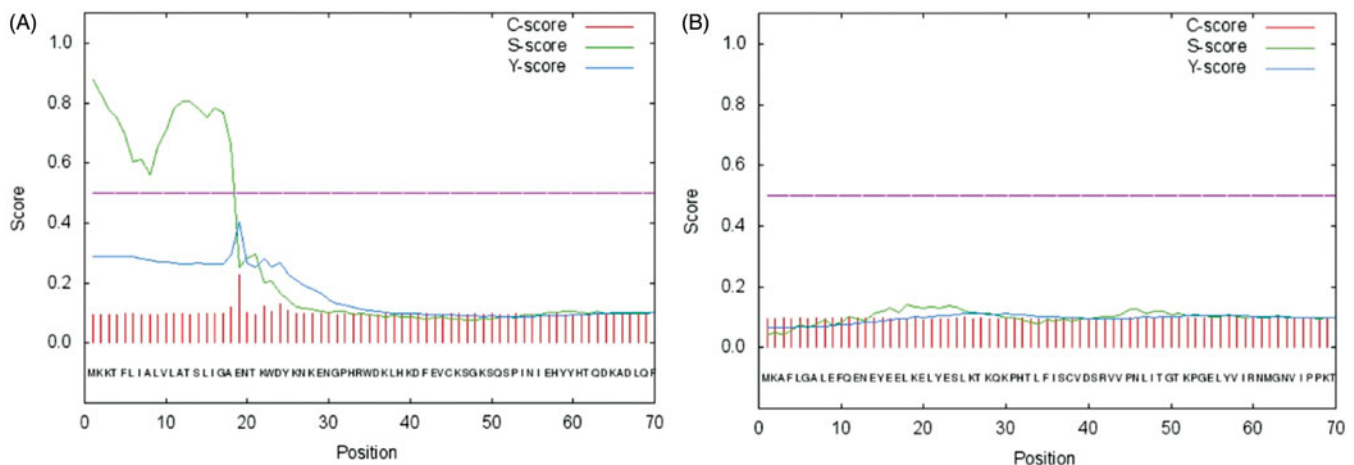 (A)
1.0
0.8
0.6
0.4
0.2
0.0
Score
C-score
S-score
Y-score
MKKTFLIALVLATSLIGAENTKWDYKNKENGPHRWDKLHKDFEVCKSGKSQSPINIEHYYHTQDKADLQF
0 10 20 30 40 50 60 70
Position
(B)
1.0
0.8
0.6
0.4
0.2
0.0
Score
C-score
S-score
Y-score
MKAFLGALEFQENEYEELKELYESLKTKQKPHTLFISCVDSRVVPNLITGTKPGELYVIRNMGNVIPPKT
0 10 20 30 40 50 60 70
Position